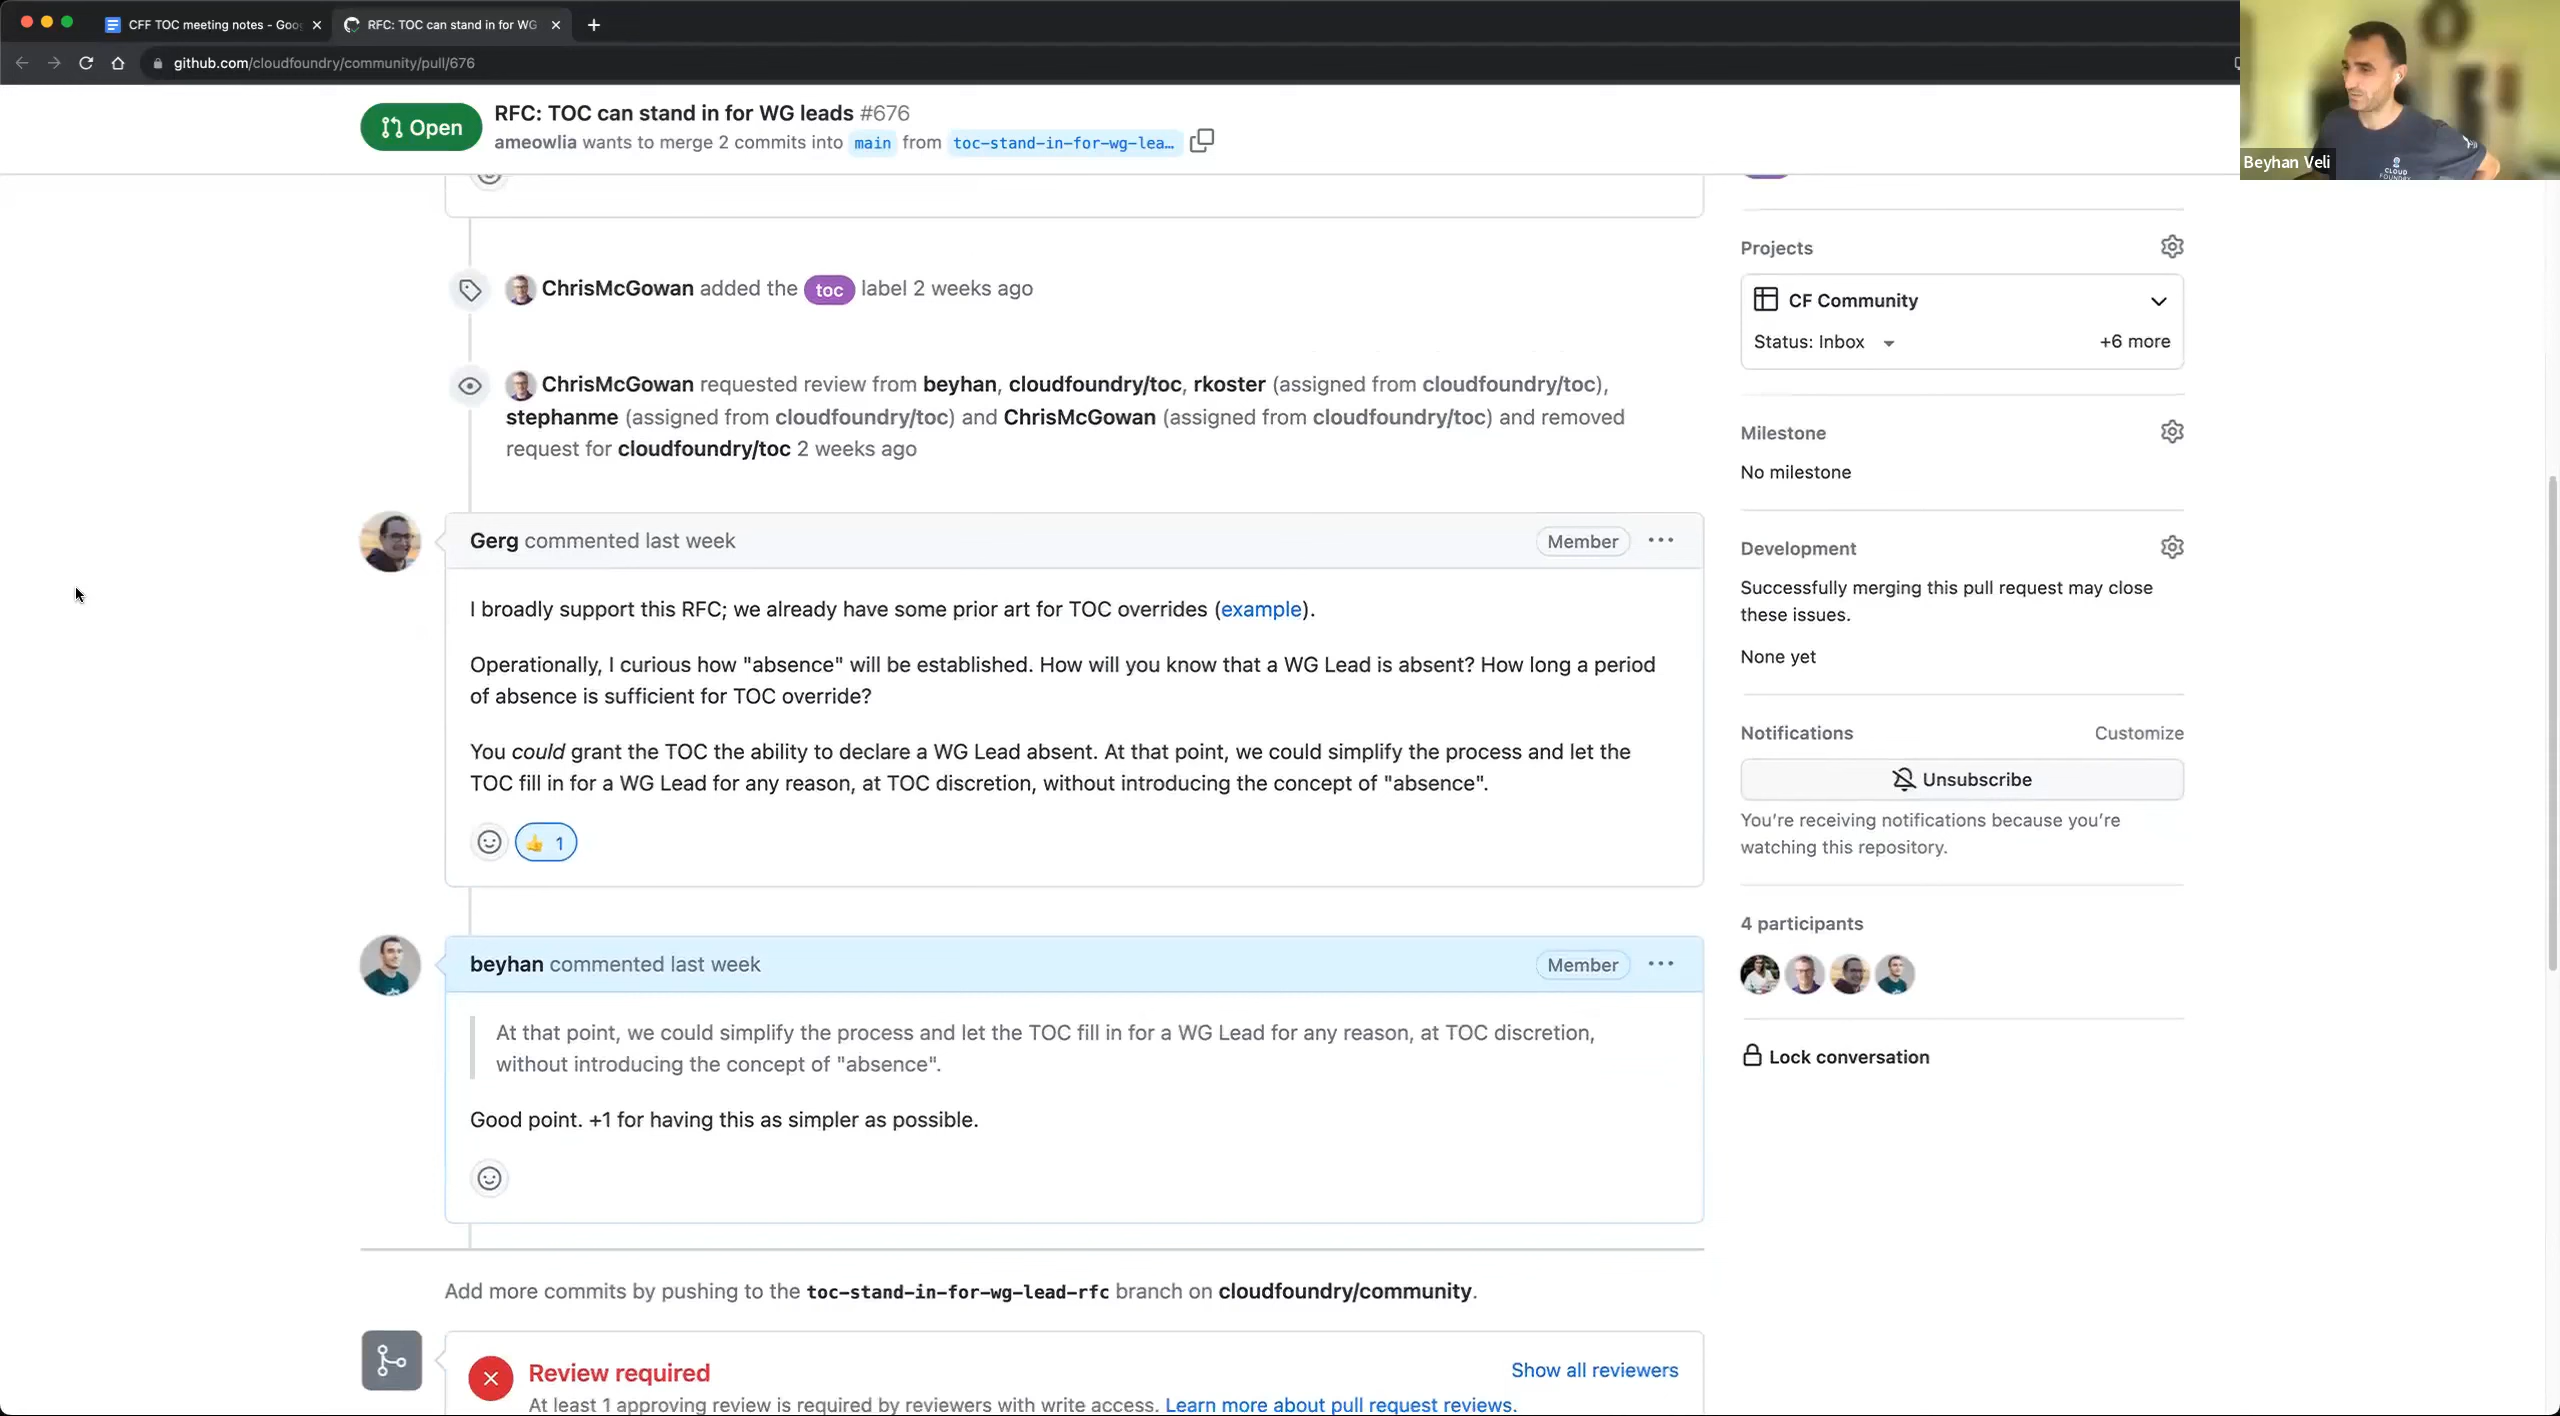 CFF TOC meeting notes - Goo
RFC: TOC can stand in for WG
github.com/cloudfoundry/community/pull/676
Beyhan Veli
CLOUD
FOUNDRY
Open
RFC: TOC can stand in for WG leads #676
ameowlia wants to merge 2 commits into main from toc-stand-in-for-wg-lea…
ChrisMcGowan added the toc label 2 weeks ago
ChrisMcGowan requested review from beyhan, cloudfoundry/toc, rkoster (assigned from cloudfoundry/toc),
stephanme (assigned from cloudfoundry/toc) and ChrisMcGowan (assigned from cloudfoundry/toc) and removed
request for cloudfoundry/toc 2 weeks ago
Gerg commented last week
Member
I broadly support this RFC; we already have some prior art for TOC overrides (example).
Operationally, I curious how "absence" will be established. How will you know that a WG Lead is absent? How long a period
of absence is sufficient for TOC override?
You could grant the TOC the ability to declare a WG Lead absent. At that point, we could simplify the process and let the
TOC fill in for a WG Lead for any reason, at TOC discretion, without introducing the concept of "absence".
👍 1
beyhan commented last week
Member
At that point, we could simplify the process and let the TOC fill in for a WG Lead for any reason, at TOC discretion,
without introducing the concept of "absence".
Good point. +1 for having this as simpler as possible.
Add more commits by pushing to the toc-stand-in-for-wg-lead-rfc branch on cloudfoundry/community.
Review required
Show all reviewers
At least 1 approving review is required by reviewers with write access. Learn more about pull request reviews.
Projects
CF Community
Status: Inbox
+6 more
Milestone
No milestone
Development
Successfully merging this pull request may close
these issues.
None yet
Notifications
Customize
Unsubscribe
You're receiving notifications because you're
watching this repository.
4 participants
Lock conversation